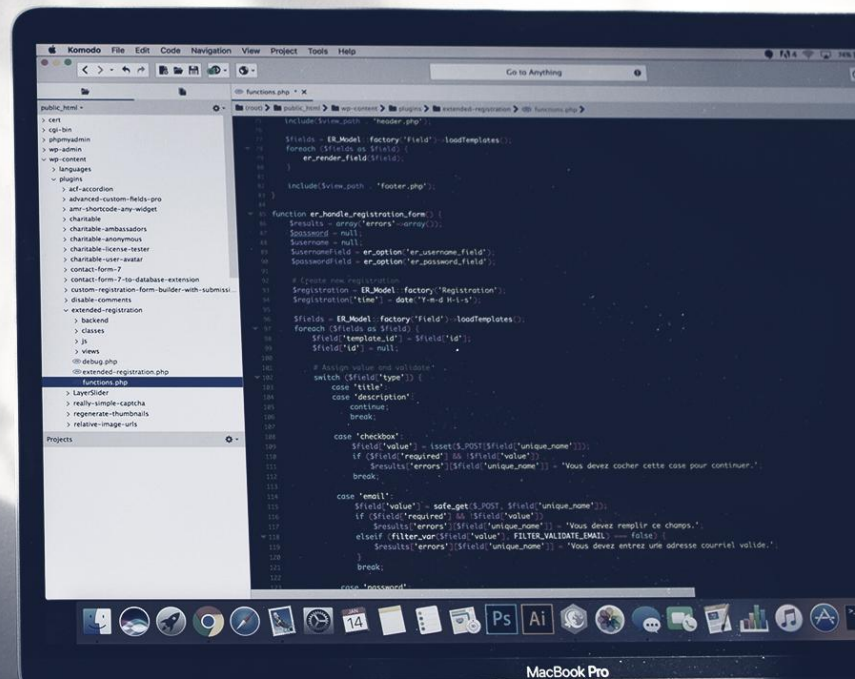 Komodo File Edit Code Navigation View Project Tools Help
Go to Anything
functions.php
public_html
(root) public_html wp-content plugins extended-registration functions.php
cert
cgi-bin
phpmyadmin
wp-admin
wp-content
languages
plugins
acf-accordion
advanced-custom-fields-pro
amr-shortcode-any-widget
charitable
charitable-ambassadors
charitable-anonymous
charitable-license-tester
charitable-user-avatar
contact-form-7
contact-form-7-to-database-extension
custom-registration-form-builder-with-submissi...
disable-comments
extended-registration
backend
classes
js
views
debug.php
extended-registration.php
functions.php
LayerSlider
really-simple-captcha
regenerate-thumbnails
relative-image-urls
Projects
include($view_path . 'header.php');
$fields = ER_Model::factory('Field')->loadTemplates();
foreach ($fields as $field) {
er_render_field($field);
}
include($view_path . 'footer.php');
}
function er_handle_registration_form() {
$results = array('errors'=>array());
$password = null;
$username = null;
$usernameField = er_option('er_username_field');
$passwordField = er_option('er_password_field');
# Create new registration
$registration = ER_Model::factory('Registration');
$registration['time'] = date('Y-m-d H-i-s');
$fields = ER_Model::factory('Field')->loadTemplates();
foreach ($fields as $field) {
$field['template_id'] = $field['id'];
$field['id'] = null;
# Assign value and validate
switch ($field['type']) {
case 'title':
case 'description':
continue;
break;
case 'checkbox':
$field['value'] = isset($_POST[$field['unique_name']]);
if ($field['required'] && !$field['value'])
$results['errors'][$field['unique_name']] = 'Vous devez cocher cette case pour continuer.';
break;
case 'email':
$field['value'] = safe_get($_POST, $field['unique_name']);
if ($field['required'] && !$field['value'])
$results['errors'][$field['unique_name']] = 'Vous devez remplir ce champs.';
elseif (filter_var($field['value'], FILTER_VALIDATE_EMAIL) === false) {
$results['errors'][$field['unique_name']] = 'Vous devez entrez une adresse courriel valide.';
}
break;
case 'password':
JAN
14
Ps
Ai
MacBook Pro